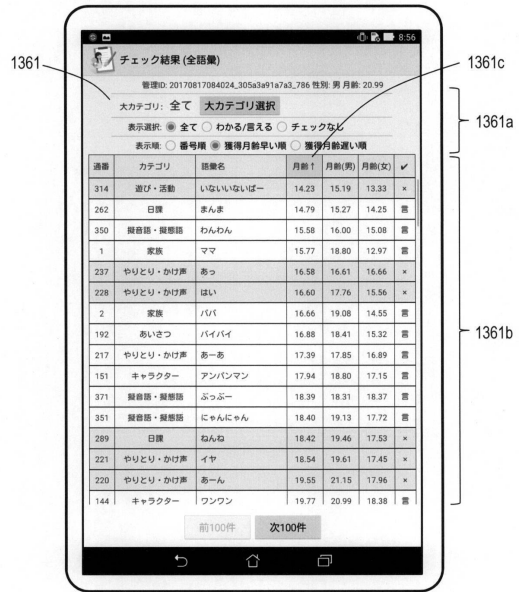 8:56
チェック結果 (全語彙)
管理ID: 20170817084024_305a3a91a7a3_786 性別: 男 月齢: 20.99
大カテゴリ: 全て 大カテゴリ選択
表示選択: 全て わかる/言える チェックなし
表示順: 番号順 獲得月齢早い順 獲得月齢遅い順
通番 カテゴリ 語彙名 月齢↑ 月齢(男) 月齢(女) ✔
314 遊び・活動 いないいないばー 14.23 15.19 13.33 ×
262 日課 まんま 14.79 15.27 14.25 言
350 擬音語・擬態語 わんわん 15.58 16.00 15.08 言
1 家族 ママ 15.77 18.80 12.97 言
237 やりとり・かけ声 あっ 16.58 16.61 16.66 ×
228 やりとり・かけ声 はい 16.60 17.76 15.56 ×
2 家族 パパ 16.66 19.08 14.55 言
192 あいさつ バイバイ 16.88 18.41 15.32 言
217 やりとり・かけ声 あーあ 17.39 17.85 16.89 言
151 キャラクター アンパンマン 17.94 18.80 17.15 言
371 擬音語・擬態語 ぶっぶー 18.39 18.31 18.37 言
351 擬音語・擬態語 にゃんにゃん 18.40 19.13 17.72 言
289 日課 ねんね 18.42 19.46 17.53 ×
221 やりとり・かけ声 イヤ 18.54 19.61 17.45 ×
220 やりとり・かけ声 あーん 19.55 21.15 17.96 ×
144 キャラクター ワンワン 19.77 20.99 18.38 言
前100件 次100件
1361
1361c
1361a
1361b